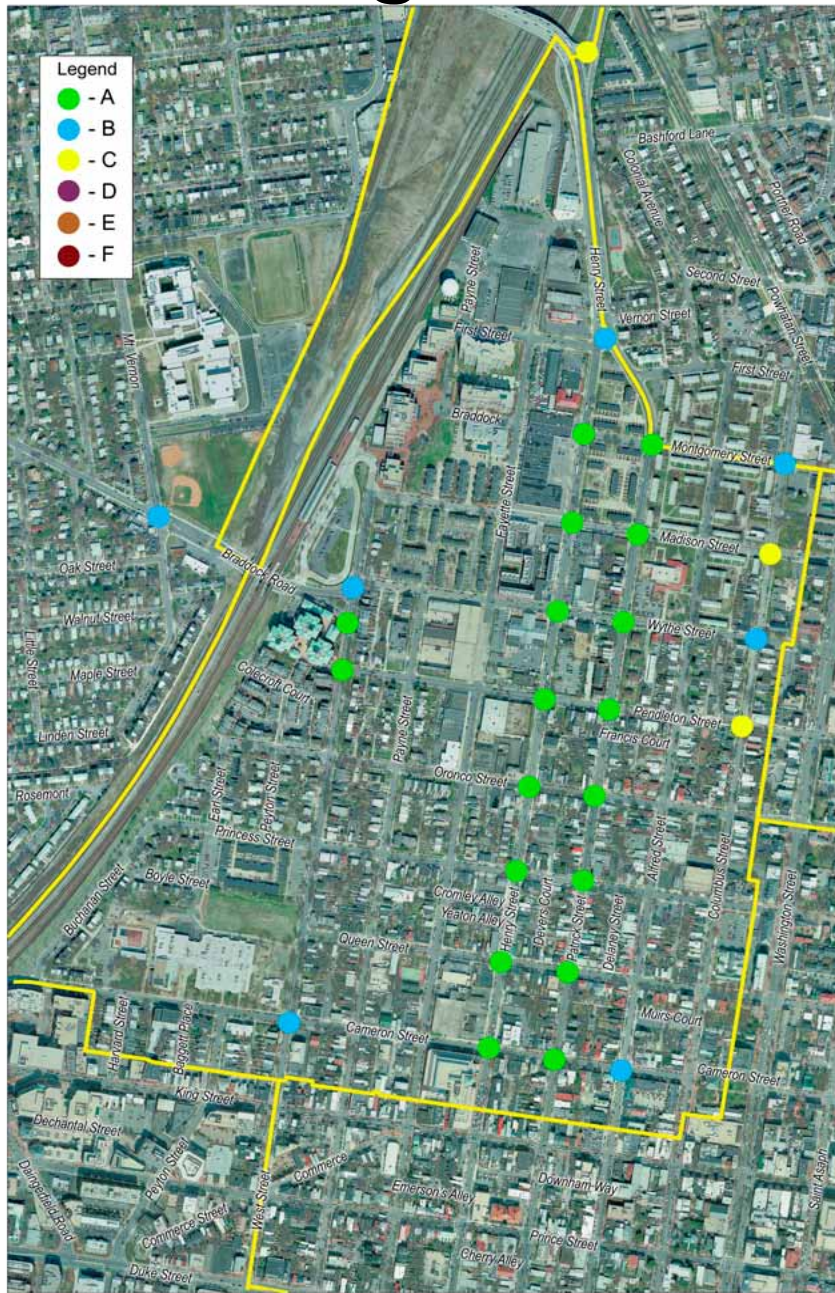 Legend
- A
- B
- C
- D
- E
- F
Bashford Lane
Colonial Avenue
Portner Road
Second Street
Powhatan Street
Henry Street
Payne Street
Vernon Street
First Street
First Street
Mt. Vernon
Braddock
Montgomery Street
Fayette Street
Madison Street
Braddock Road
Oak Street
Walnut Street
Wythe Street
Little Street
Maple Street
Colecroft Court
Pendleton Street
Francis Court
Linden Street
Payne Street
Oronco Street
Rosemont
Earl Street
Peyton Street
Princess Street
Alfred Street
Columbus Street
Washington Street
Boyle Street
Buchanan Street
Cromley Alley
Yeaton Alley
Henry Street
Devers Court
Patrick Street
Delaney Street
Queen Street
Muirs Court
Harvard Street
Boggett Place
Cameron Street
Cameron Street
King Street
Dechantal Street
Peyton Street
Commerce
Daingerfield Road
Downham Way
Emerson's Alley
Saint Asaph
West Street
Commerce Street
Prince Street
Cherry Alley
Duke Street